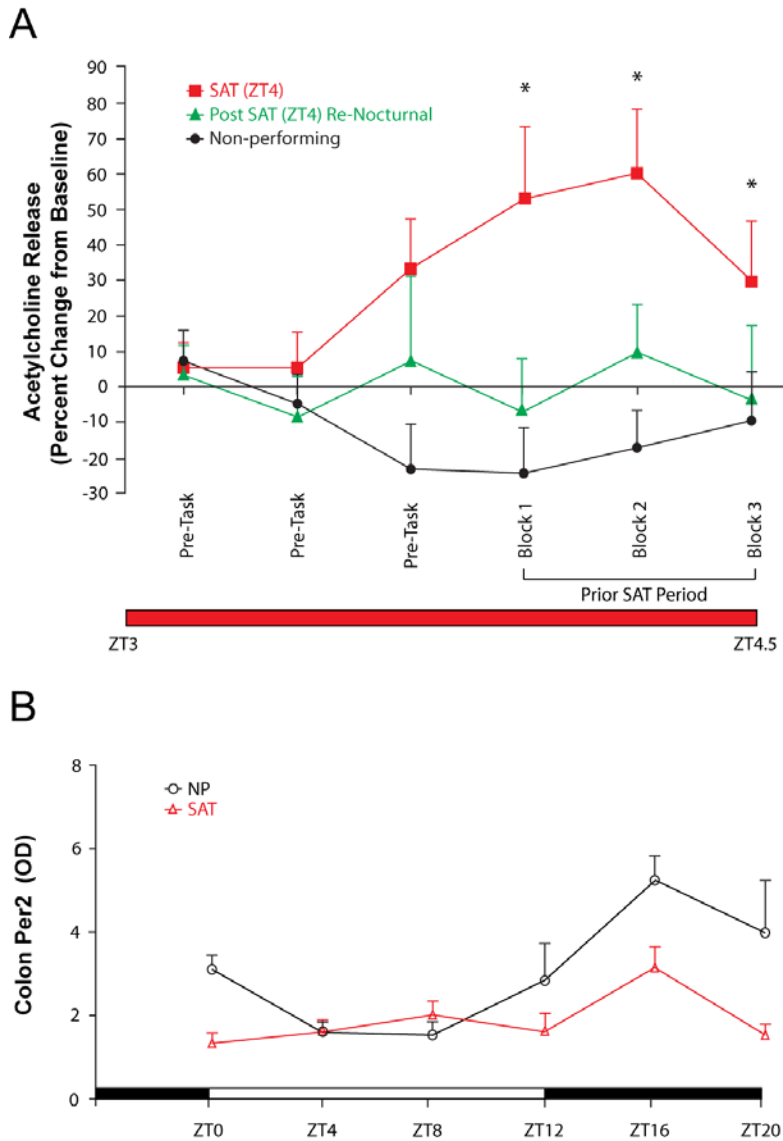 A
Acetylcholine Release
(Percent Change from Baseline)
90
80
70
60
50
40
30
20
10
0
-10
-20
-30
SAT (ZT4)
Post SAT (ZT4) Re-Nocturnal
Non-performing
*
*
*
Pre-Task
Pre-Task
Pre-Task
Block 1
Block 2
Block 3
Prior SAT Period
ZT3
ZT4.5
B
Colon Per2 (OD)
8
6
4
2
0
NP
SAT
ZT0
ZT4
ZT8
ZT12
ZT16
ZT20